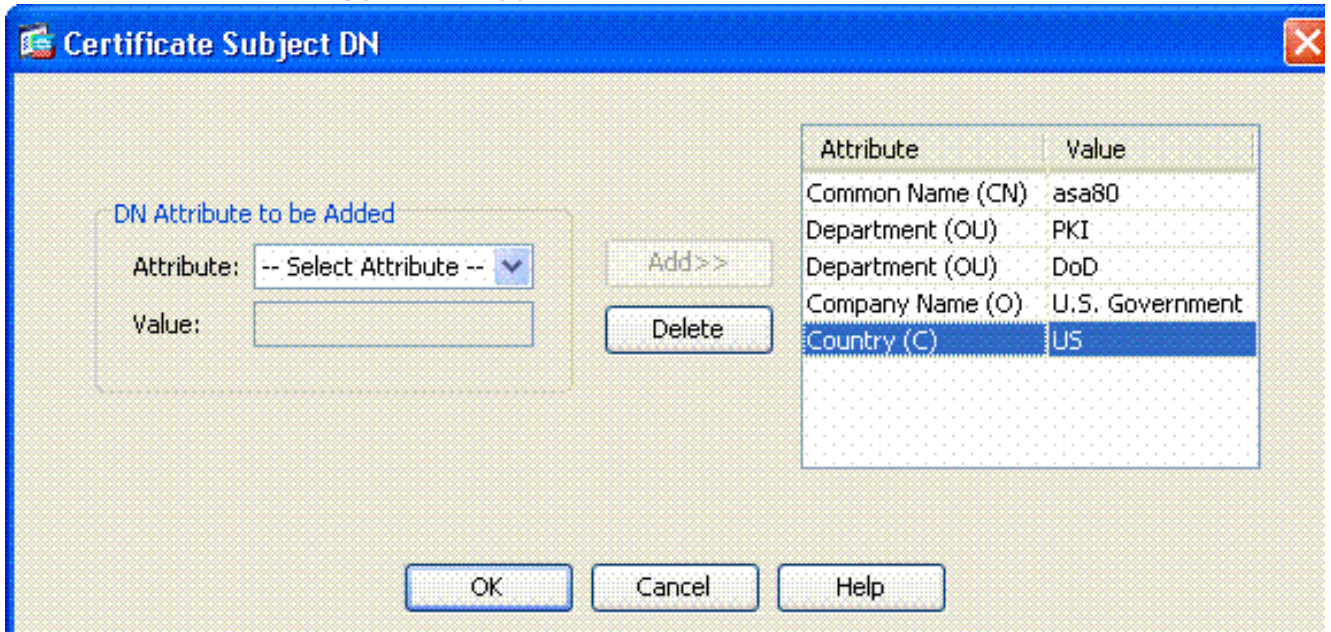 Certificate Subject DN
DN Attribute to be Added
Attribute: -- Select Attribute --
Value:
Add>>
Delete
Attribute Value
Common Name (CN) asa80
Department (OU) PKI
Department (OU) DoD
Company Name (O) U.S. Government
Country (C) US
OK Cancel Help